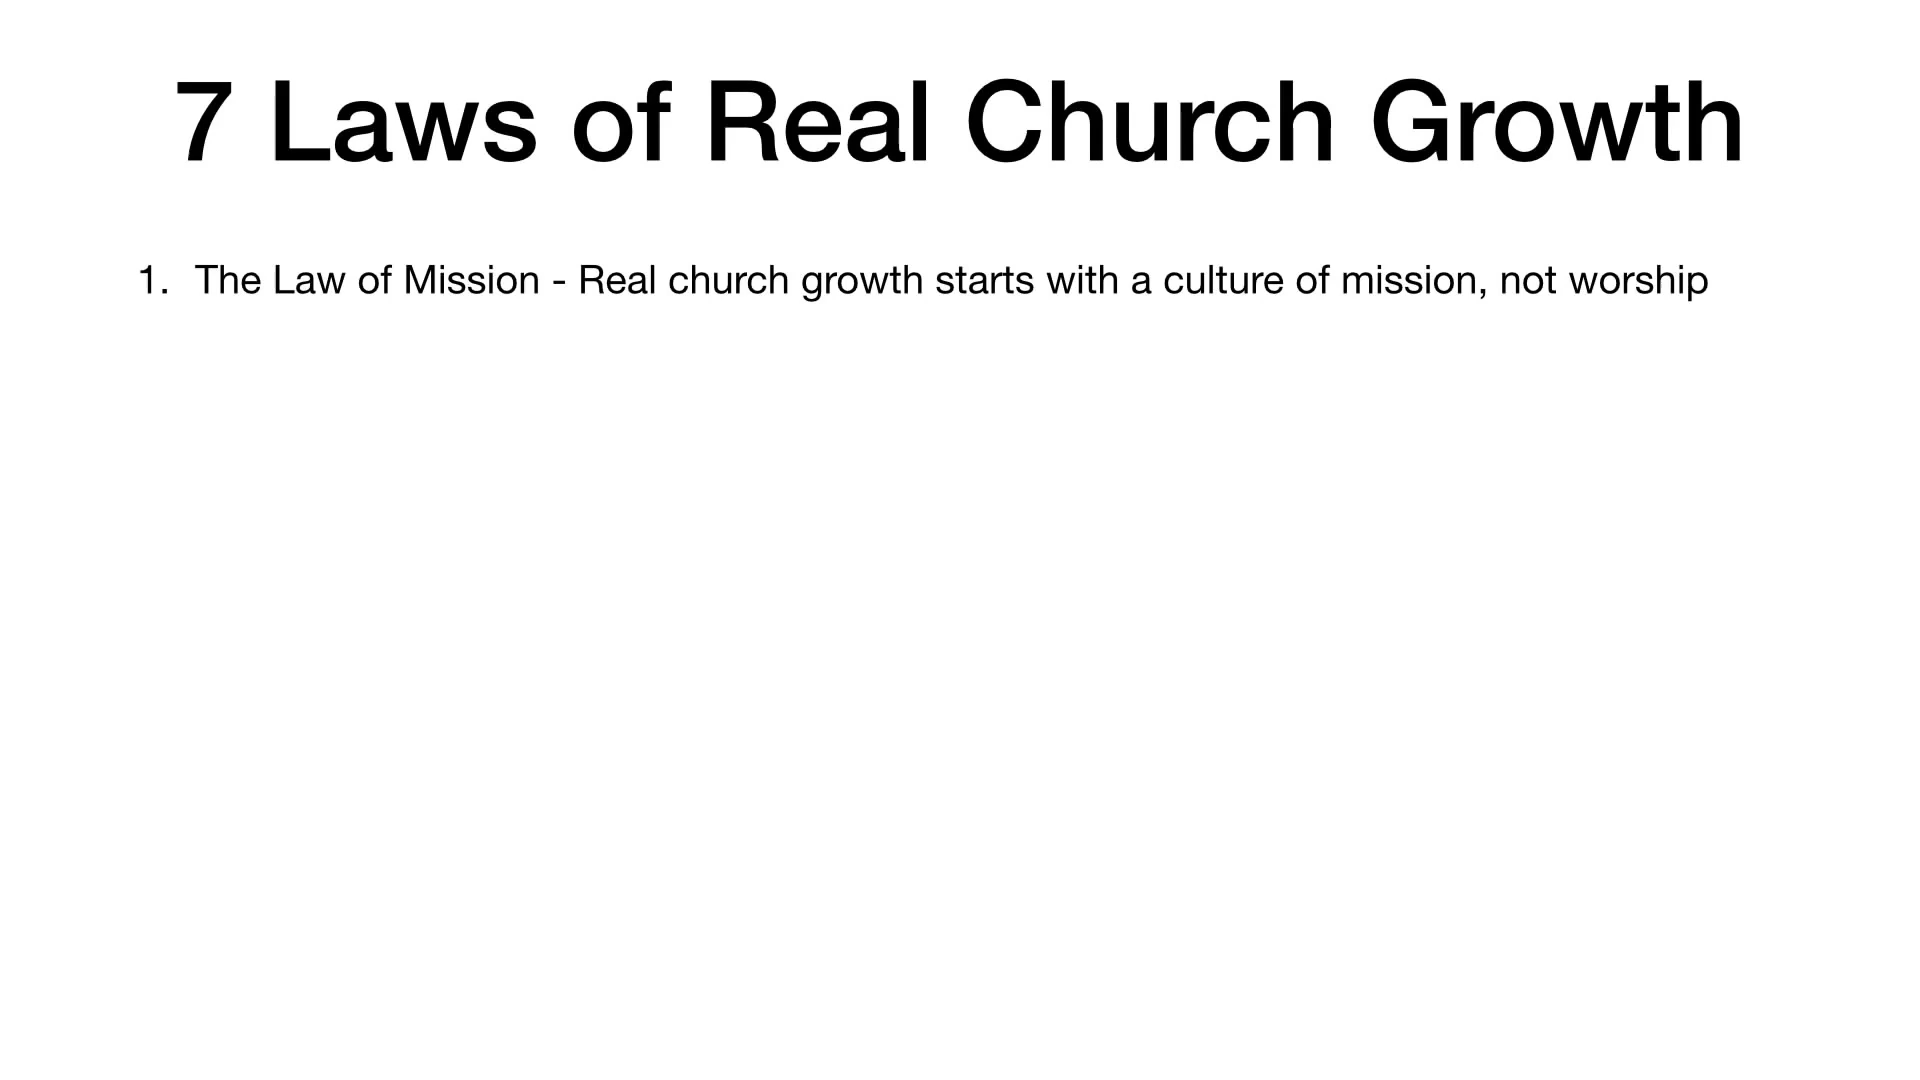 7 Laws of Real Church Growth
1. The Law of Mission - Real church growth starts with a culture of mission, not worship